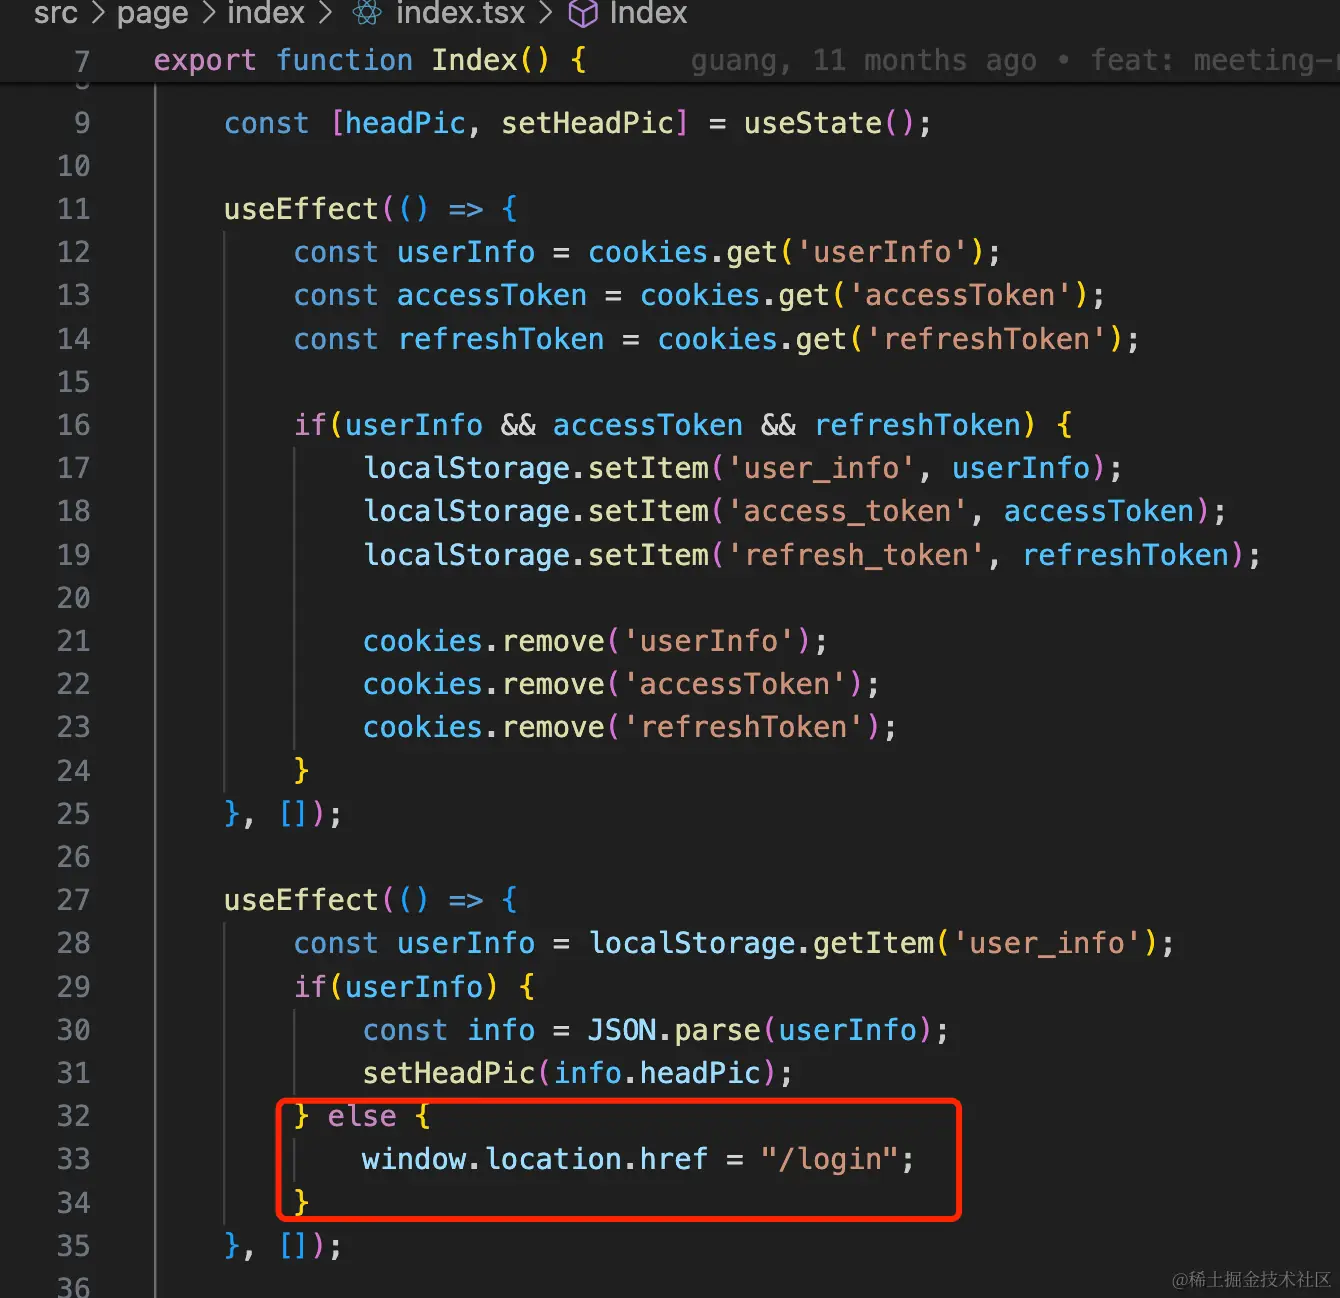 src > page > index > index.tsx > Index
7 export function Index() { guang, 11 months ago • feat: meeting-
9 const [headPic, setHeadPic] = useState();
10
11 useEffect(() => {
12 const userInfo = cookies.get('userInfo');
13 const accessToken = cookies.get('accessToken');
14 const refreshToken = cookies.get('refreshToken');
15
16 if(userInfo && accessToken && refreshToken) {
17 localStorage.setItem('user_info', userInfo);
18 localStorage.setItem('access_token', accessToken);
19 localStorage.setItem('refresh_token', refreshToken);
20
21 cookies.remove('userInfo');
22 cookies.remove('accessToken');
23 cookies.remove('refreshToken');
24 }
25 }, []);
26
27 useEffect(() => {
28 const userInfo = localStorage.getItem('user_info');
29 if(userInfo) {
30 const info = JSON.parse(userInfo);
31 setHeadPic(info.headPic);
32 } else {
33 window.location.href = "/login";
34 }
35 }, []);
36
@稀土掘金技术社区